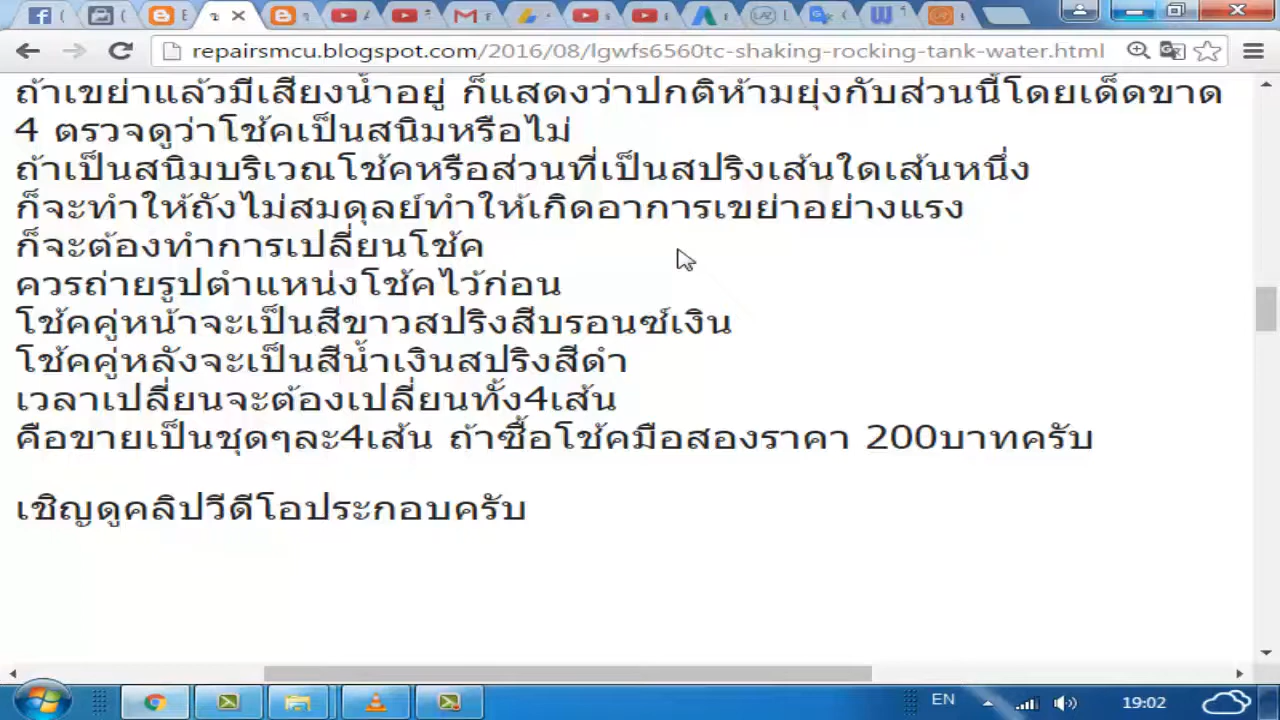 repairsmcu.blogspot.com/2016/08/lgwfs6560tc-shaking-rocking-tank-water.html
ถ้าเขย่าแล้วมีเสียงน้ำอยู่ ก็แสดงว่าปกติห้ามยุ่งกับส่วนนี้โดยเด็ดขาด
4 ตรวจดูว่าโช้คเป็นสนิมหรือไม่
ถ้าเป็นสนิมบริเวณโช้คหรือส่วนที่เป็นสปริงเส้นใดเส้นหนึ่ง
ก็จะทำให้ถังไม่สมดุลย์ทำให้เกิดอาการเขย่าอย่างแรง
ก็จะต้องทำการเปลี่ยนโช้ค
ควรถ่ายรูปตำแหน่งโช้คไว้ก่อน
โช้คคู่หน้าจะเป็นสีขาวสปริงสีบรอนซ์เงิน
โช้คคู่หลังจะเป็นสีน้ำเงินสปริงสีดำ
เวลาเปลี่ยนจะต้องเปลี่ยนทั้ง4เส้น
คือขายเป็นชุดๆละ4เส้น ถ้าซื้อโช้คมือสองราคา 200บาทครับ
เชิญดูคลิปวีดีโอประกอบครับ
EN 19:02